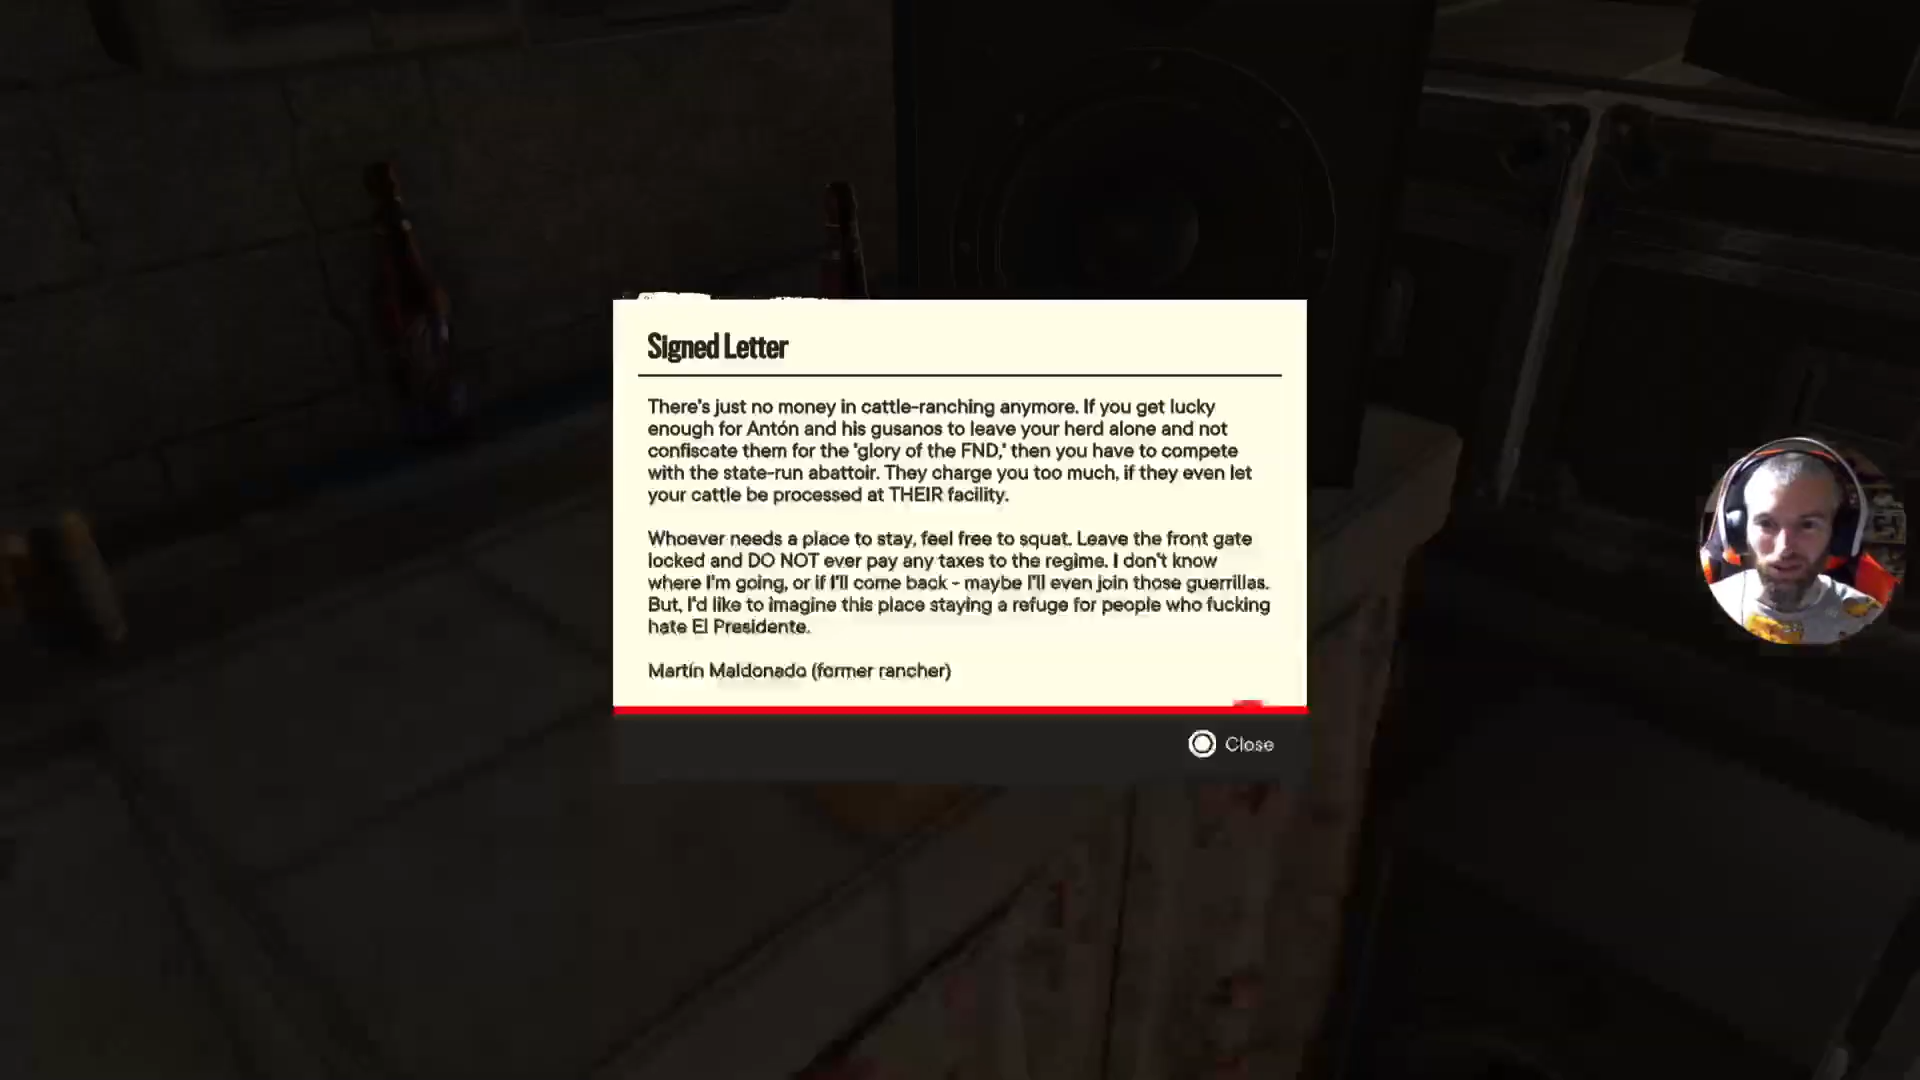 Signed Letter
There's just no money in cattle-ranching anymore. If you get lucky
enough for Antón and his gusanos to leave your herd alone and not
confiscate them for the 'glory of the FND,' then you have to compete
with the state-run abattoir. They charge you too much, if they even let
your cattle be processed at THEIR facility.
Whoever needs a place to stay, feel free to squat. Leave the front gate
locked and DO NOT ever pay any taxes to the regime. I don't know
where I'm going, or if I'll come back - maybe I'll even join those guerrillas.
But, I'd like to imagine this place staying a refuge for people who fucking
hate El Presidente.
Martín Maldonado (former rancher)
Close